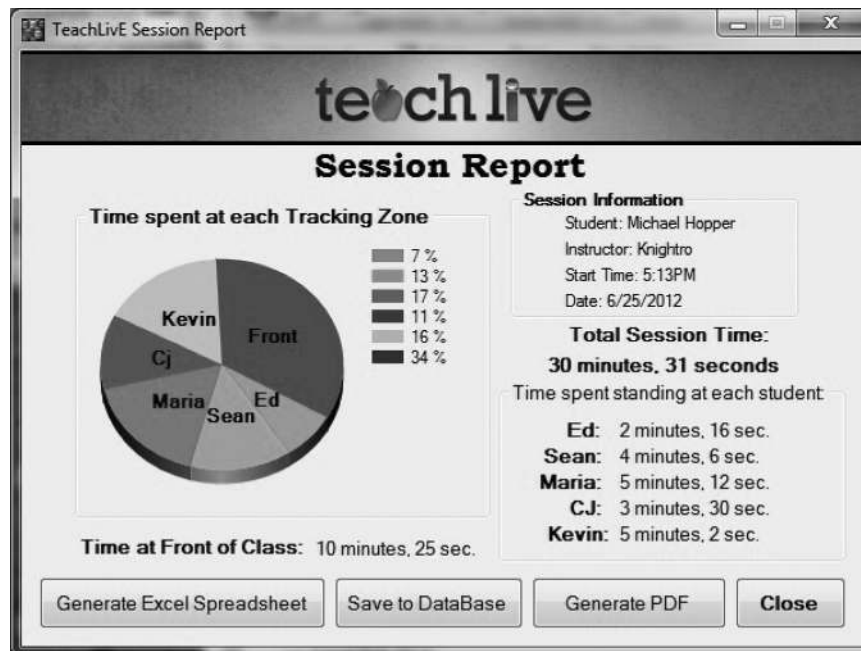 TeachLivE Session Report
teach live
Session Report
Time spent at each Tracking Zone
Kevin
Front
Cj
Maria
Sean
Ed
7 %
13 %
17 %
11 %
16 %
34 %
Time at Front of Class: 10 minutes, 25 sec.
Session Information
Student: Michael Hopper
Instructor: Knightro
Start Time: 5:13PM
Date: 6/25/2012
Total Session Time:
30 minutes, 31 seconds
Time spent standing at each student:
Ed: 2 minutes, 16 sec.
Sean: 4 minutes, 6 sec.
Maria: 5 minutes, 12 sec.
CJ: 3 minutes, 30 sec.
Kevin: 5 minutes, 2 sec.
Generate Excel Spreadsheet
Save to DataBase
Generate PDF
Close